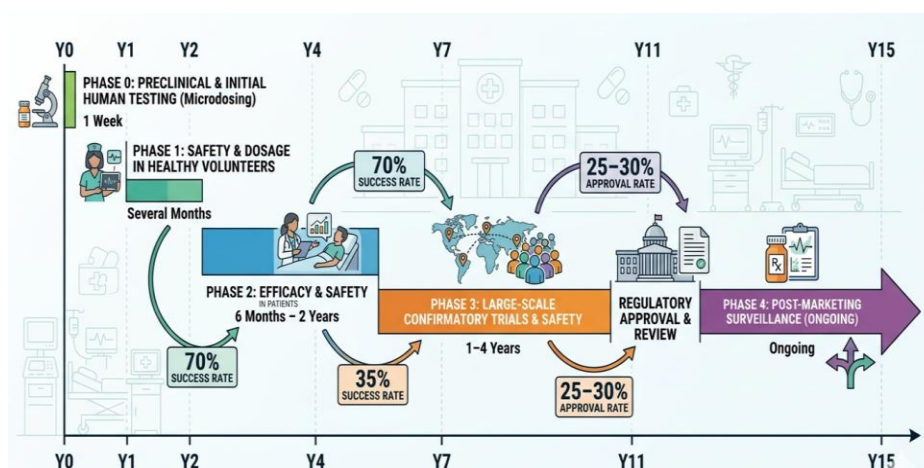 Y0
Y1
Y2
Y4
Y7
Y11
Y15
PHASE 0: PRECLINICAL & INITIAL
HUMAN TESTING (Microdosing)
1 Week
PHASE 1: SAFETY & DOSAGE
IN HEALTHY VOLUNTEERS
Several Months
70%
SUCCESS RATE
25–30%
APPROVAL RATE
PHASE 2: EFFICACY & SAFETY
IN PATIENTS
6 Months – 2 Years
PHASE 3: LARGE-SCALE
CONFIRMATORY TRIALS & SAFETY
1–4 Years
REGULATORY
APPROVAL &
REVIEW
Rx
PHASE 4: POST-MARKETING
SURVEILLANCE (ONGOING)
Ongoing
70%
SUCCESS RATE
35%
SUCCESS RATE
25–30%
APPROVAL RATE
Y0
Y1
Y2
Y4
Y7
Y11
Y15